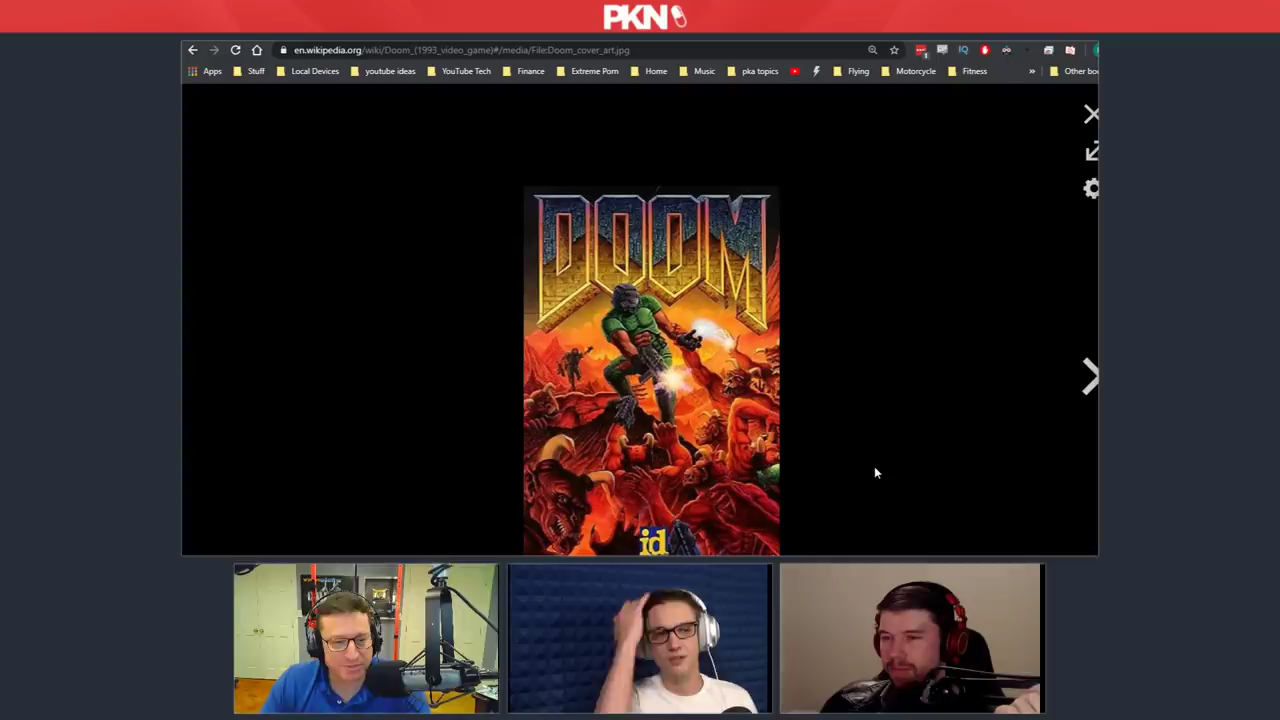 PKN
en.wikipedia.org/wiki/Doom_(1993_video_game)#/media/File:Doom_cover_art.jpg
Apps Stuff Local Devices youtube ideas YouTube Tech Finance Extreme Porn Home Music pka topics Flying Motorcycle Fitness » Other boo
DOOM
id